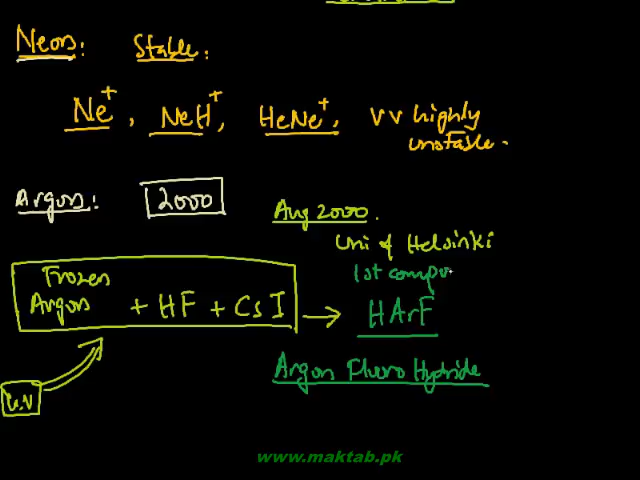 Neon: Stable:
Ne+, NeH+, HeNe+, vv highly
unstable.
Argon: 2000
Aug 2000.
Uni of Helsinki
1st compo
Frozen
Argon + HF + CsI → HArF
Argon Fluoro Hydride
U.V
www.maktab.pk